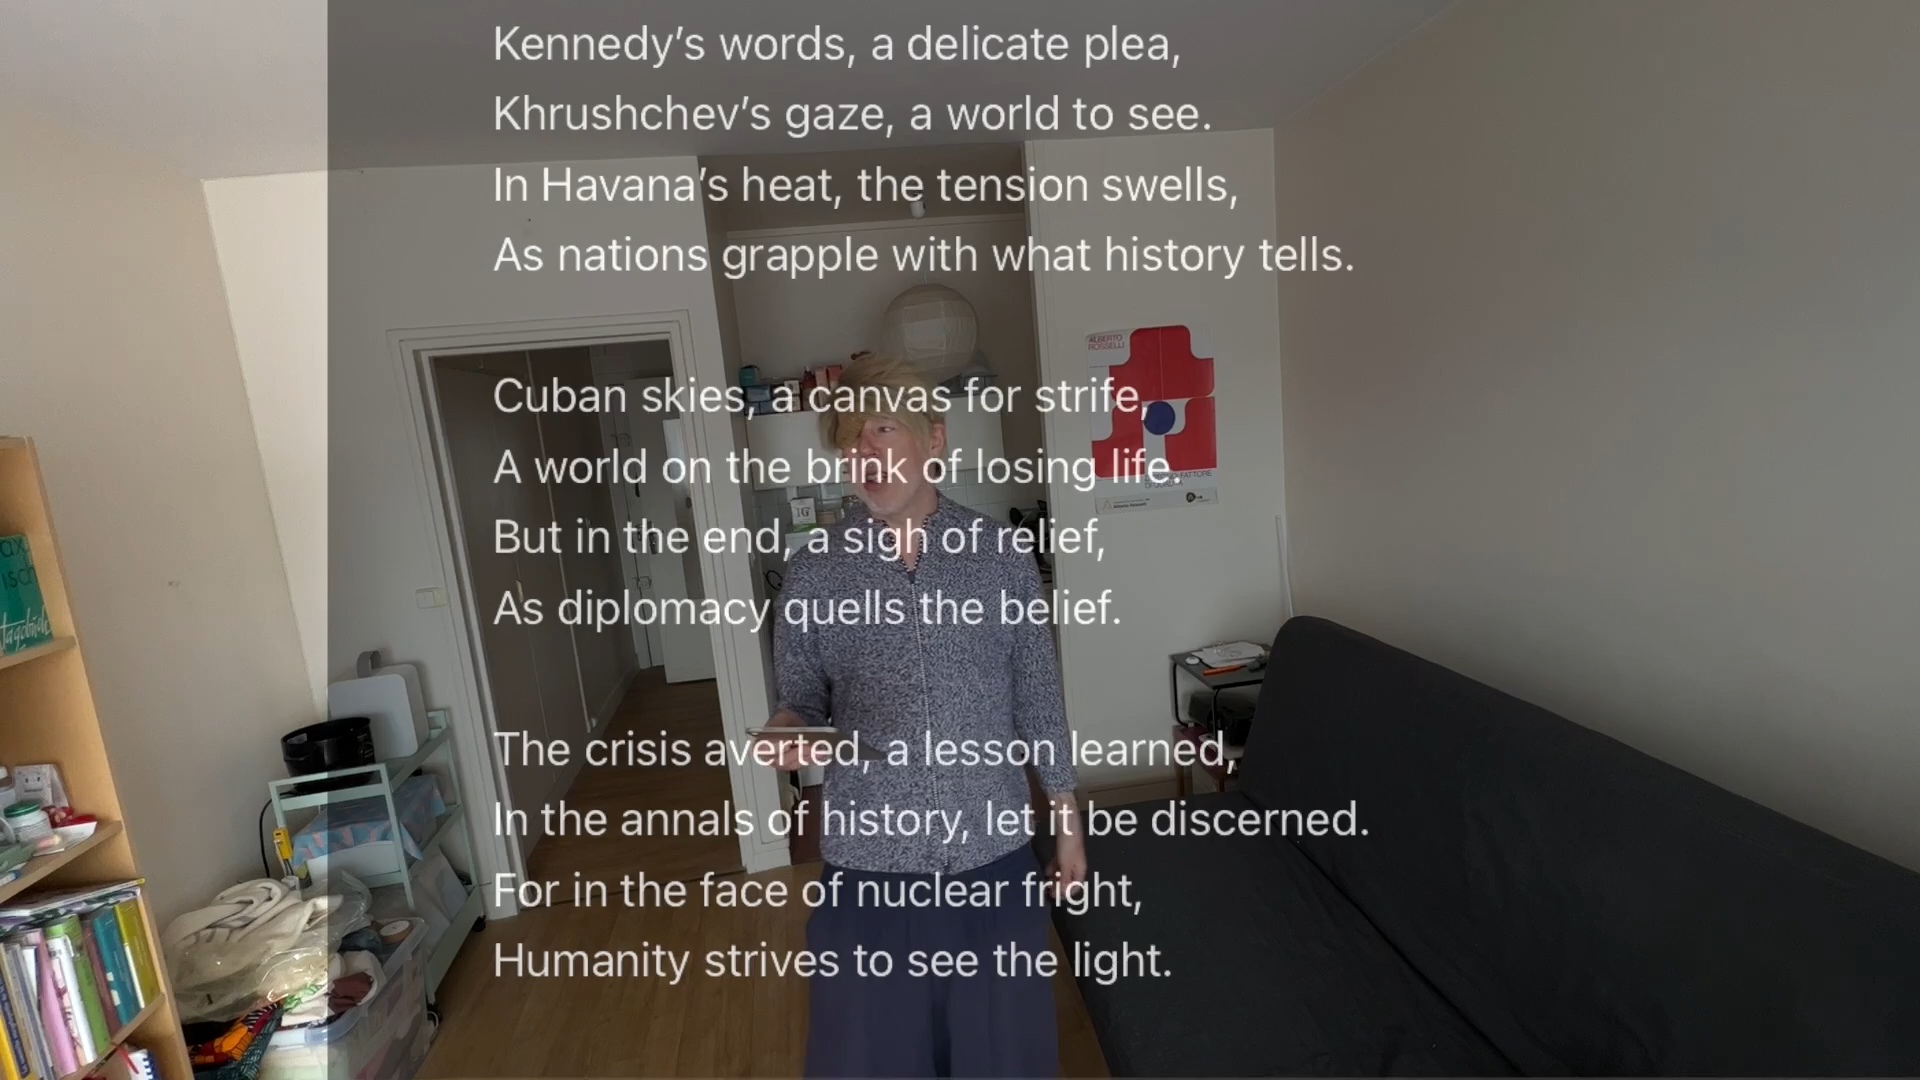 Kennedy’s words, a delicate plea,
Khrushchev’s gaze, a world to see.
In Havana’s heat, the tension swells,
As nations grapple with what history tells.
Cuban skies, a canvas for strife,
A world on the brink of losing life.
But in the end, a sigh of relief,
As diplomacy quells the belief.
The crisis averted, a lesson learned,
In the annals of history, let it be discerned.
For in the face of nuclear fright,
Humanity strives to see the light.
ALBERTO
ROSSELLI
IG